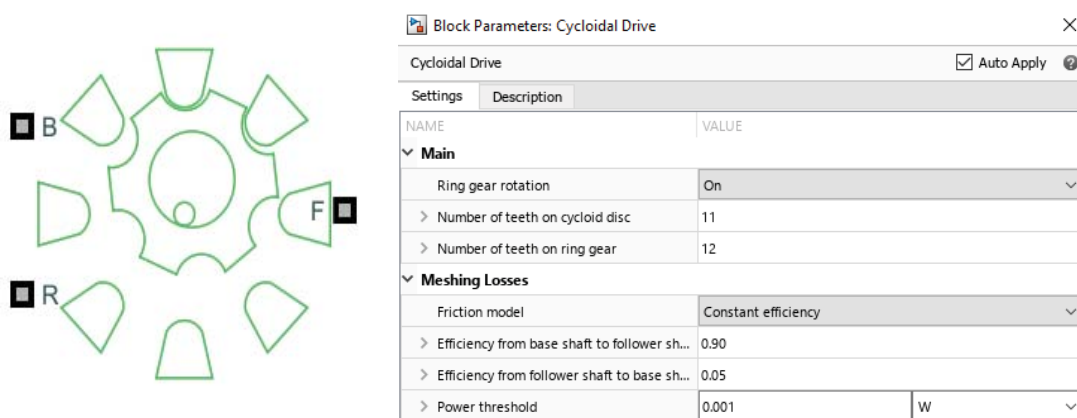 B
F
R
Block Parameters: Cycloidal Drive
Cycloidal Drive
Auto Apply
Settings Description
NAME VALUE
Main
Ring gear rotation On
Number of teeth on cycloid disc 11
Number of teeth on ring gear 12
Meshing Losses
Friction model Constant efficiency
Efficiency from base shaft to follower sh... 0.90
Efficiency from follower shaft to base sh... 0.05
Power threshold 0.001 W